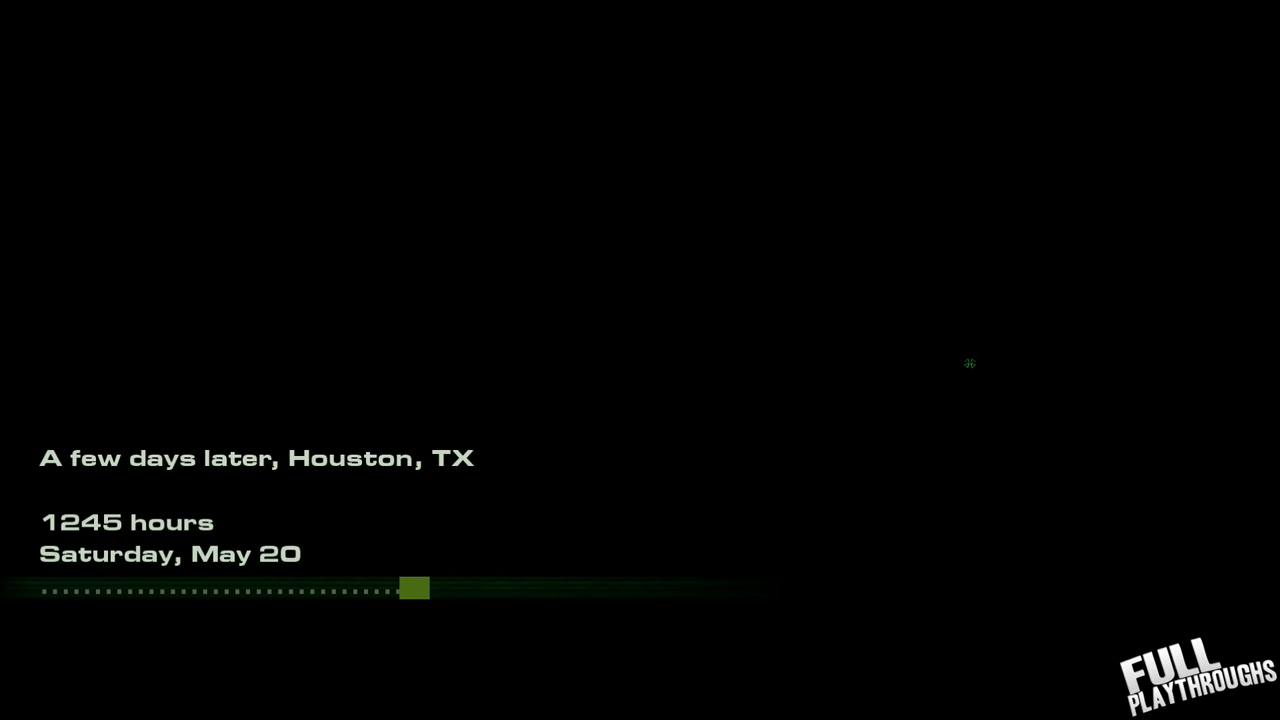 A few days later, Houston, TX
1245 hours
Saturday, May 20
FULL
PLAYTHROUGHS